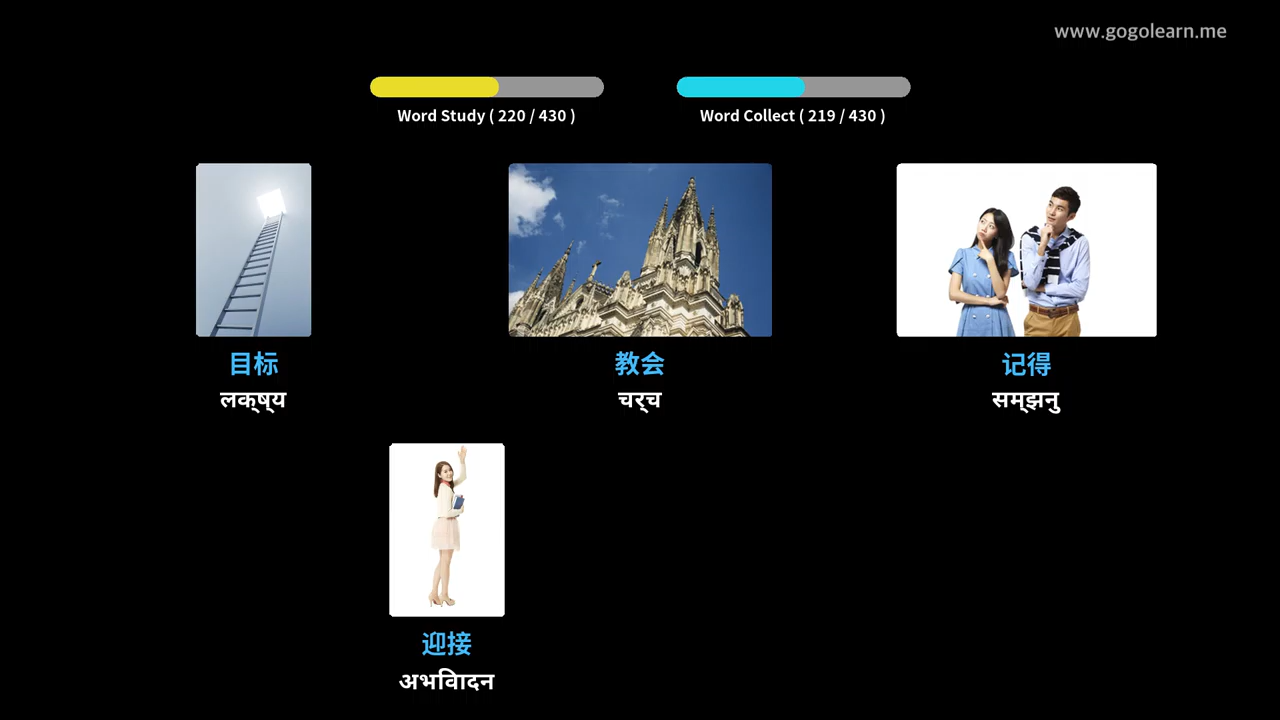 www.gogolearn.me
Word Study ( 220 / 430 )
Word Collect ( 219 / 430 )
目标
लक्ष्य
教会
चर्च
记得
सम्झनु
迎接
अभिवादन